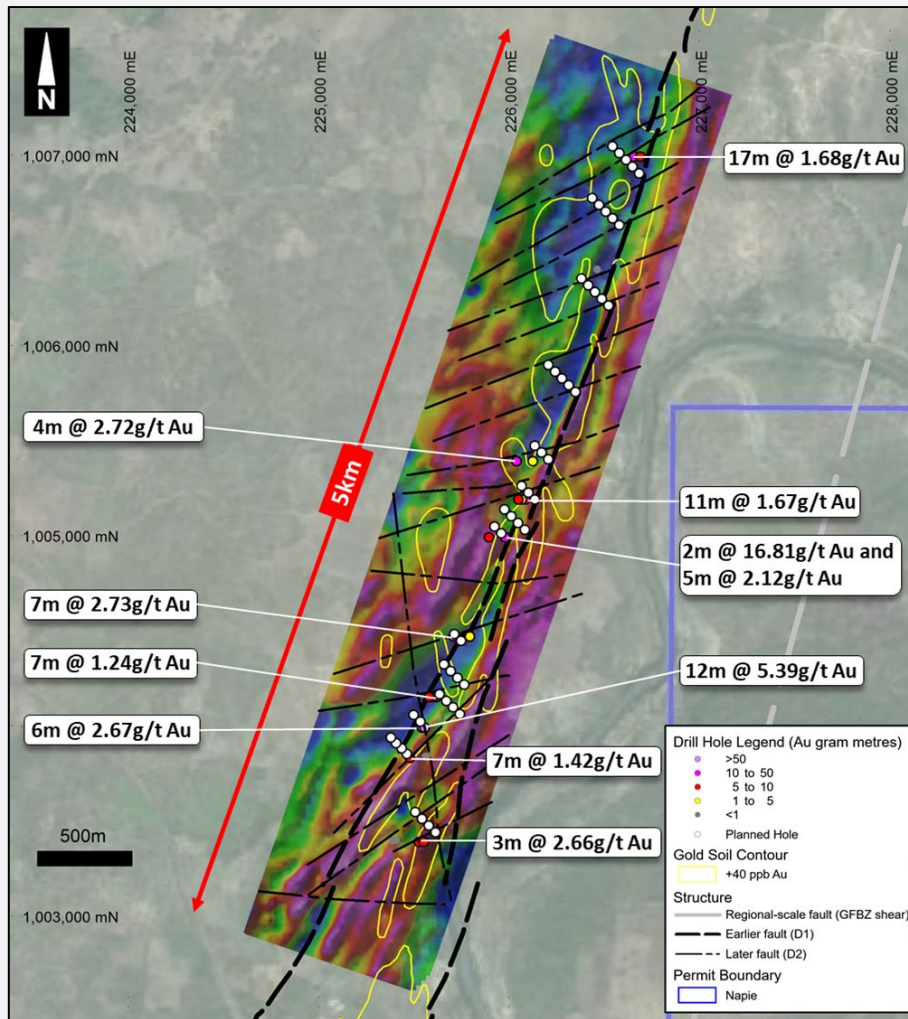 224,000 mE
225,000 mE
226,000 mE
227,000 mE
228,000 mE
N
1,007,000 mN
17m @ 1.68g/t Au
1,006,000 mN
4m @ 2.72g/t Au
5km
11m @ 1.67g/t Au
1,005,000 mN
2m @ 16.81g/t Au and
5m @ 2.12g/t Au
7m @ 2.73g/t Au
7m @ 1.24g/t Au
12m @ 5.39g/t Au
6m @ 2.67g/t Au
7m @ 1.42g/t Au
500m
3m @ 2.66g/t Au
1,003,000 mN
Drill Hole Legend (Au gram metres)
>50
10 to 50
5 to 10
1 to 5
<1
Planned Hole
Gold Soil Contour
+40 ppb Au
Structure
Regional-scale fault (GFBZ shear)
Earlier fault (D1)
Later fault (D2)
Permit Boundary
Napie